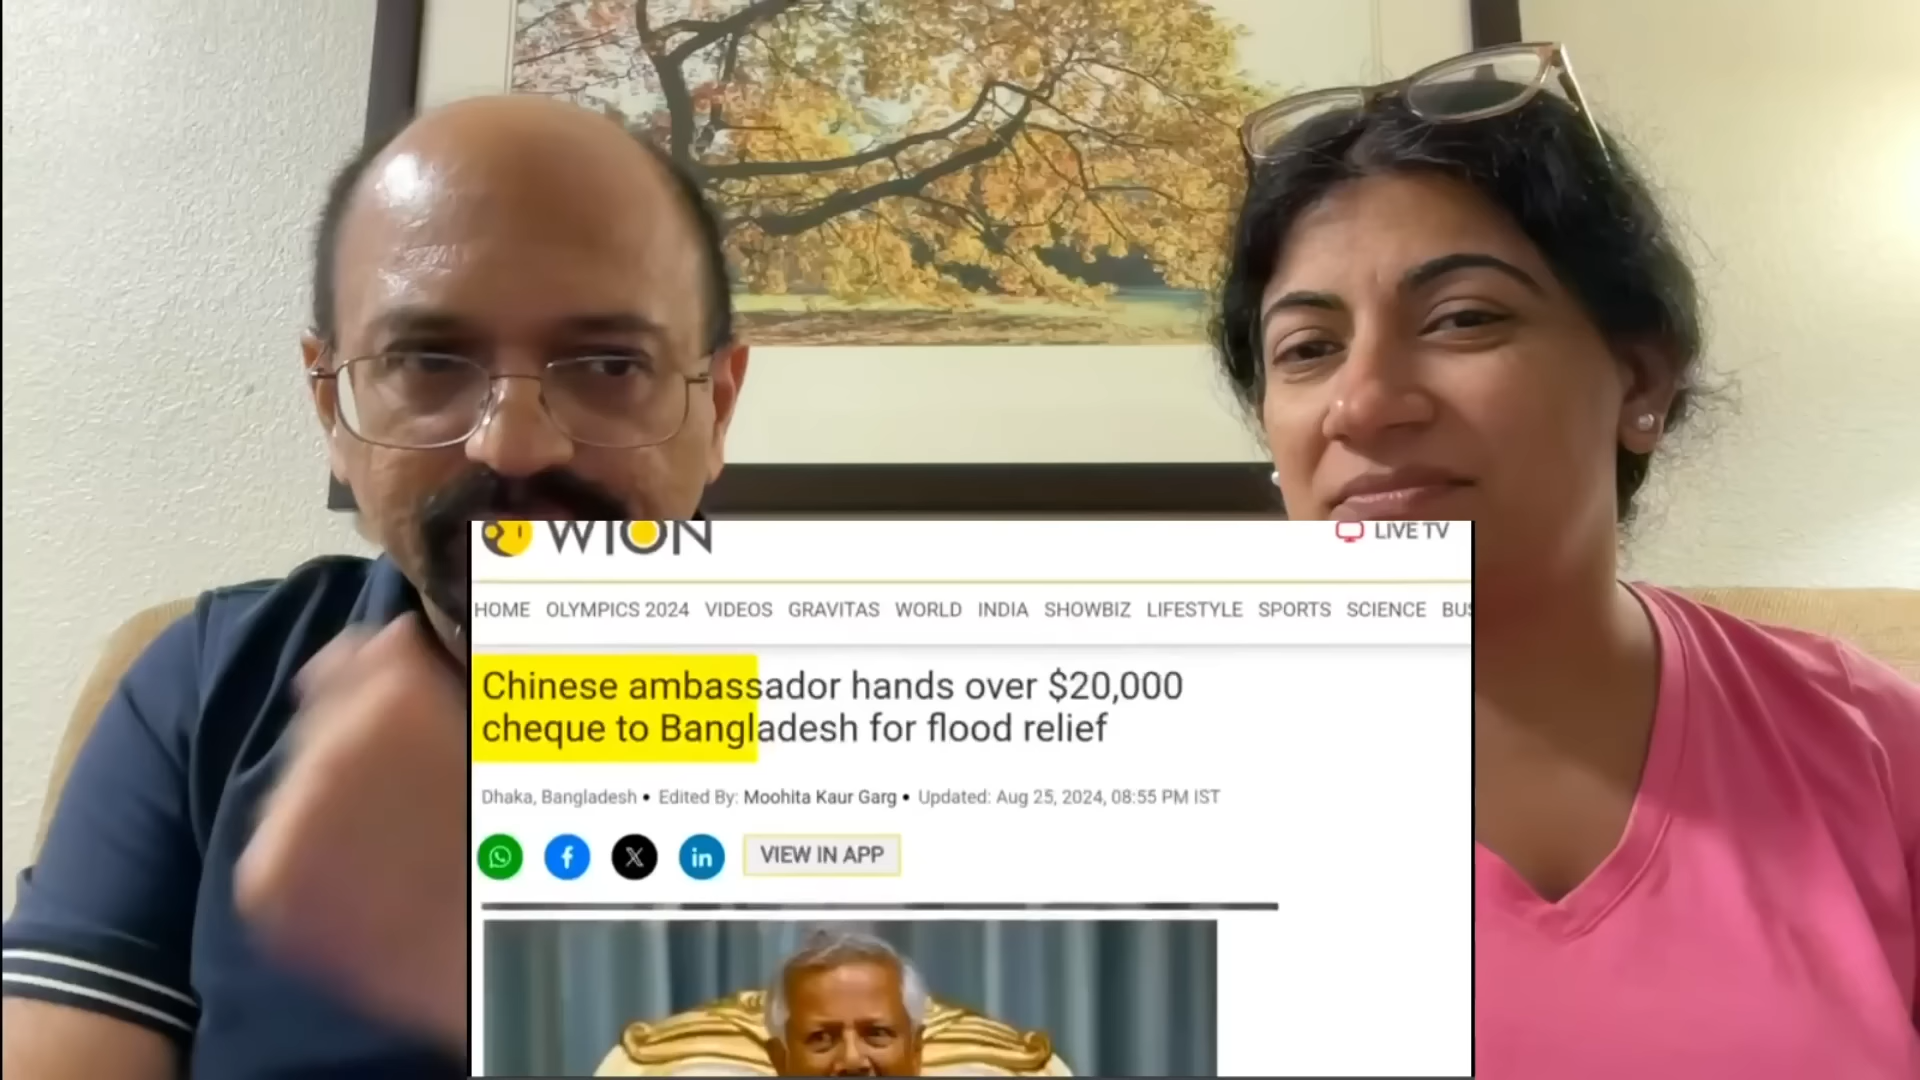 WION
LIVE TV
HOME OLYMPICS 2024 VIDEOS GRAVITAS WORLD INDIA SHOWBIZ LIFESTYLE SPORTS SCIENCE
Chinese ambassador hands over $20,000
cheque to Bangladesh for flood relief
Dhaka, Bangladesh • Edited By: Moohita Kaur Garg • Updated: Aug 25, 2024, 08:55 PM IST
f X in VIEW IN APP